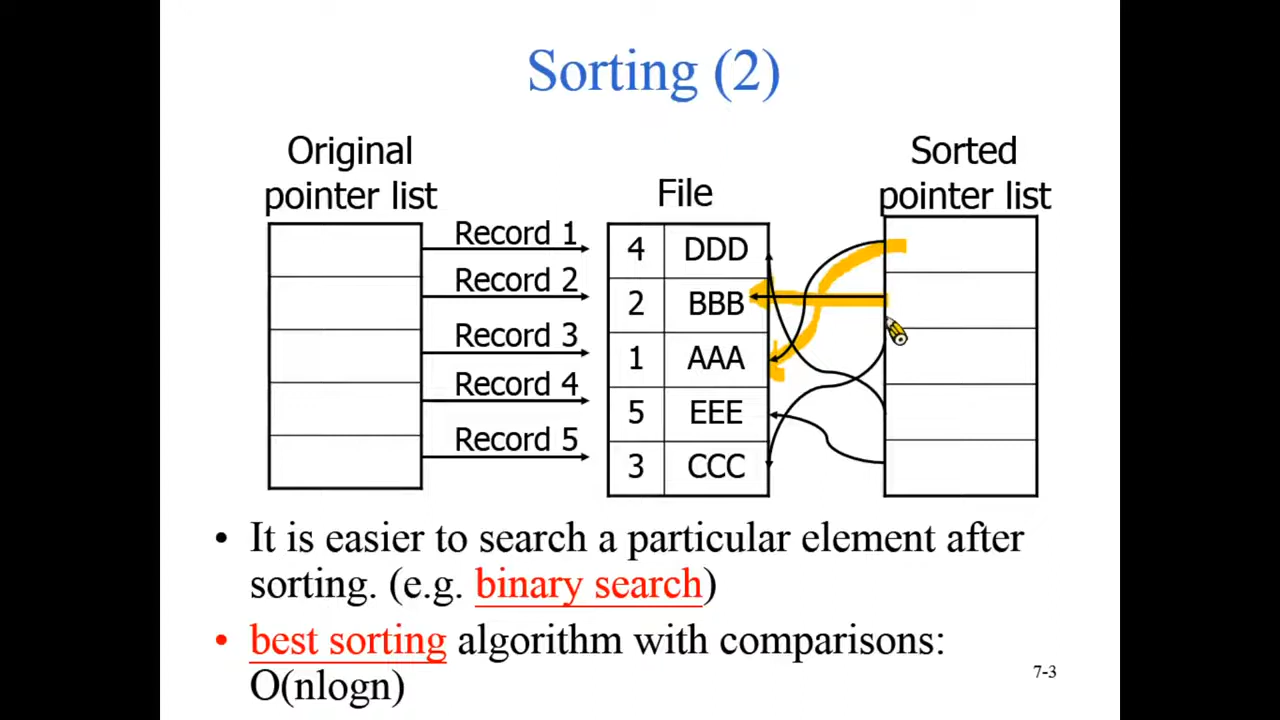 Sorting (2)
Original
pointer list
File
Sorted
pointer list
Record 1
Record 2
Record 3
Record 4
Record 5
4 DDD
2 BBB
1 AAA
5 EEE
3 CCC
• It is easier to search a particular element after
sorting. (e.g. binary search)
• best sorting algorithm with comparisons:
O(nlogn)
7-3